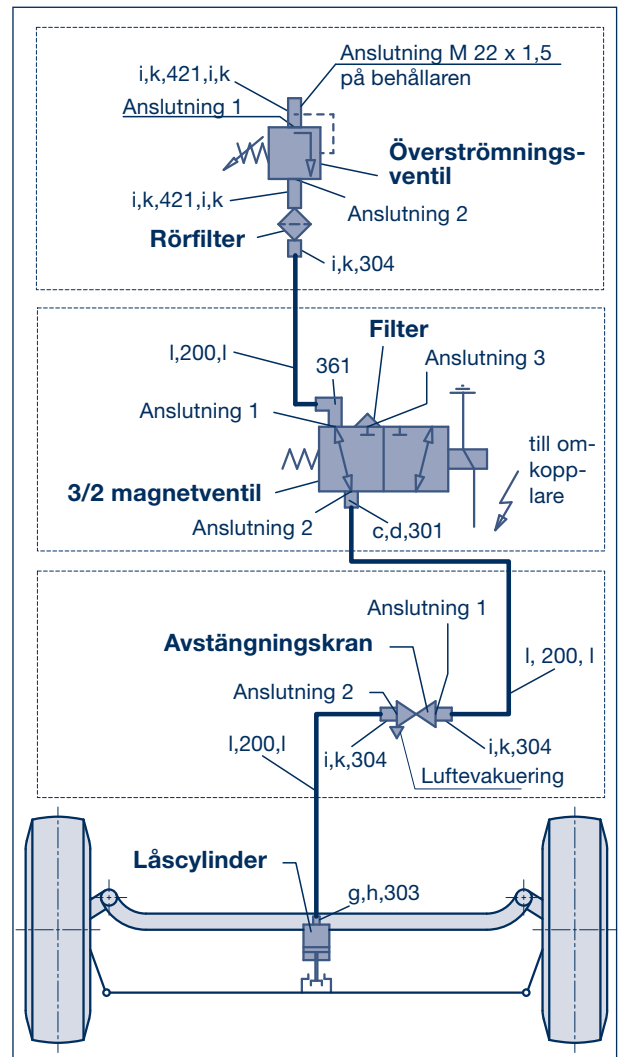 Anslutning M 22 x 1,5
på behållaren
i,k,421,i,k
Anslutning 1
Överströmnings-
ventil
i,k,421,i,k
Anslutning 2
Rörfilter
i,k,304
Filter
l,200,l
361
Anslutning 3
Anslutning 1
till om-
kopp-
lare
3/2 magnetventil
Anslutning 2
c,d,301
Anslutning 1
Avstängningskran
l, 200, l
Anslutning 2
l,200,l
i,k,304
i,k,304
Luftevakuering
Låscylinder
g,h,303